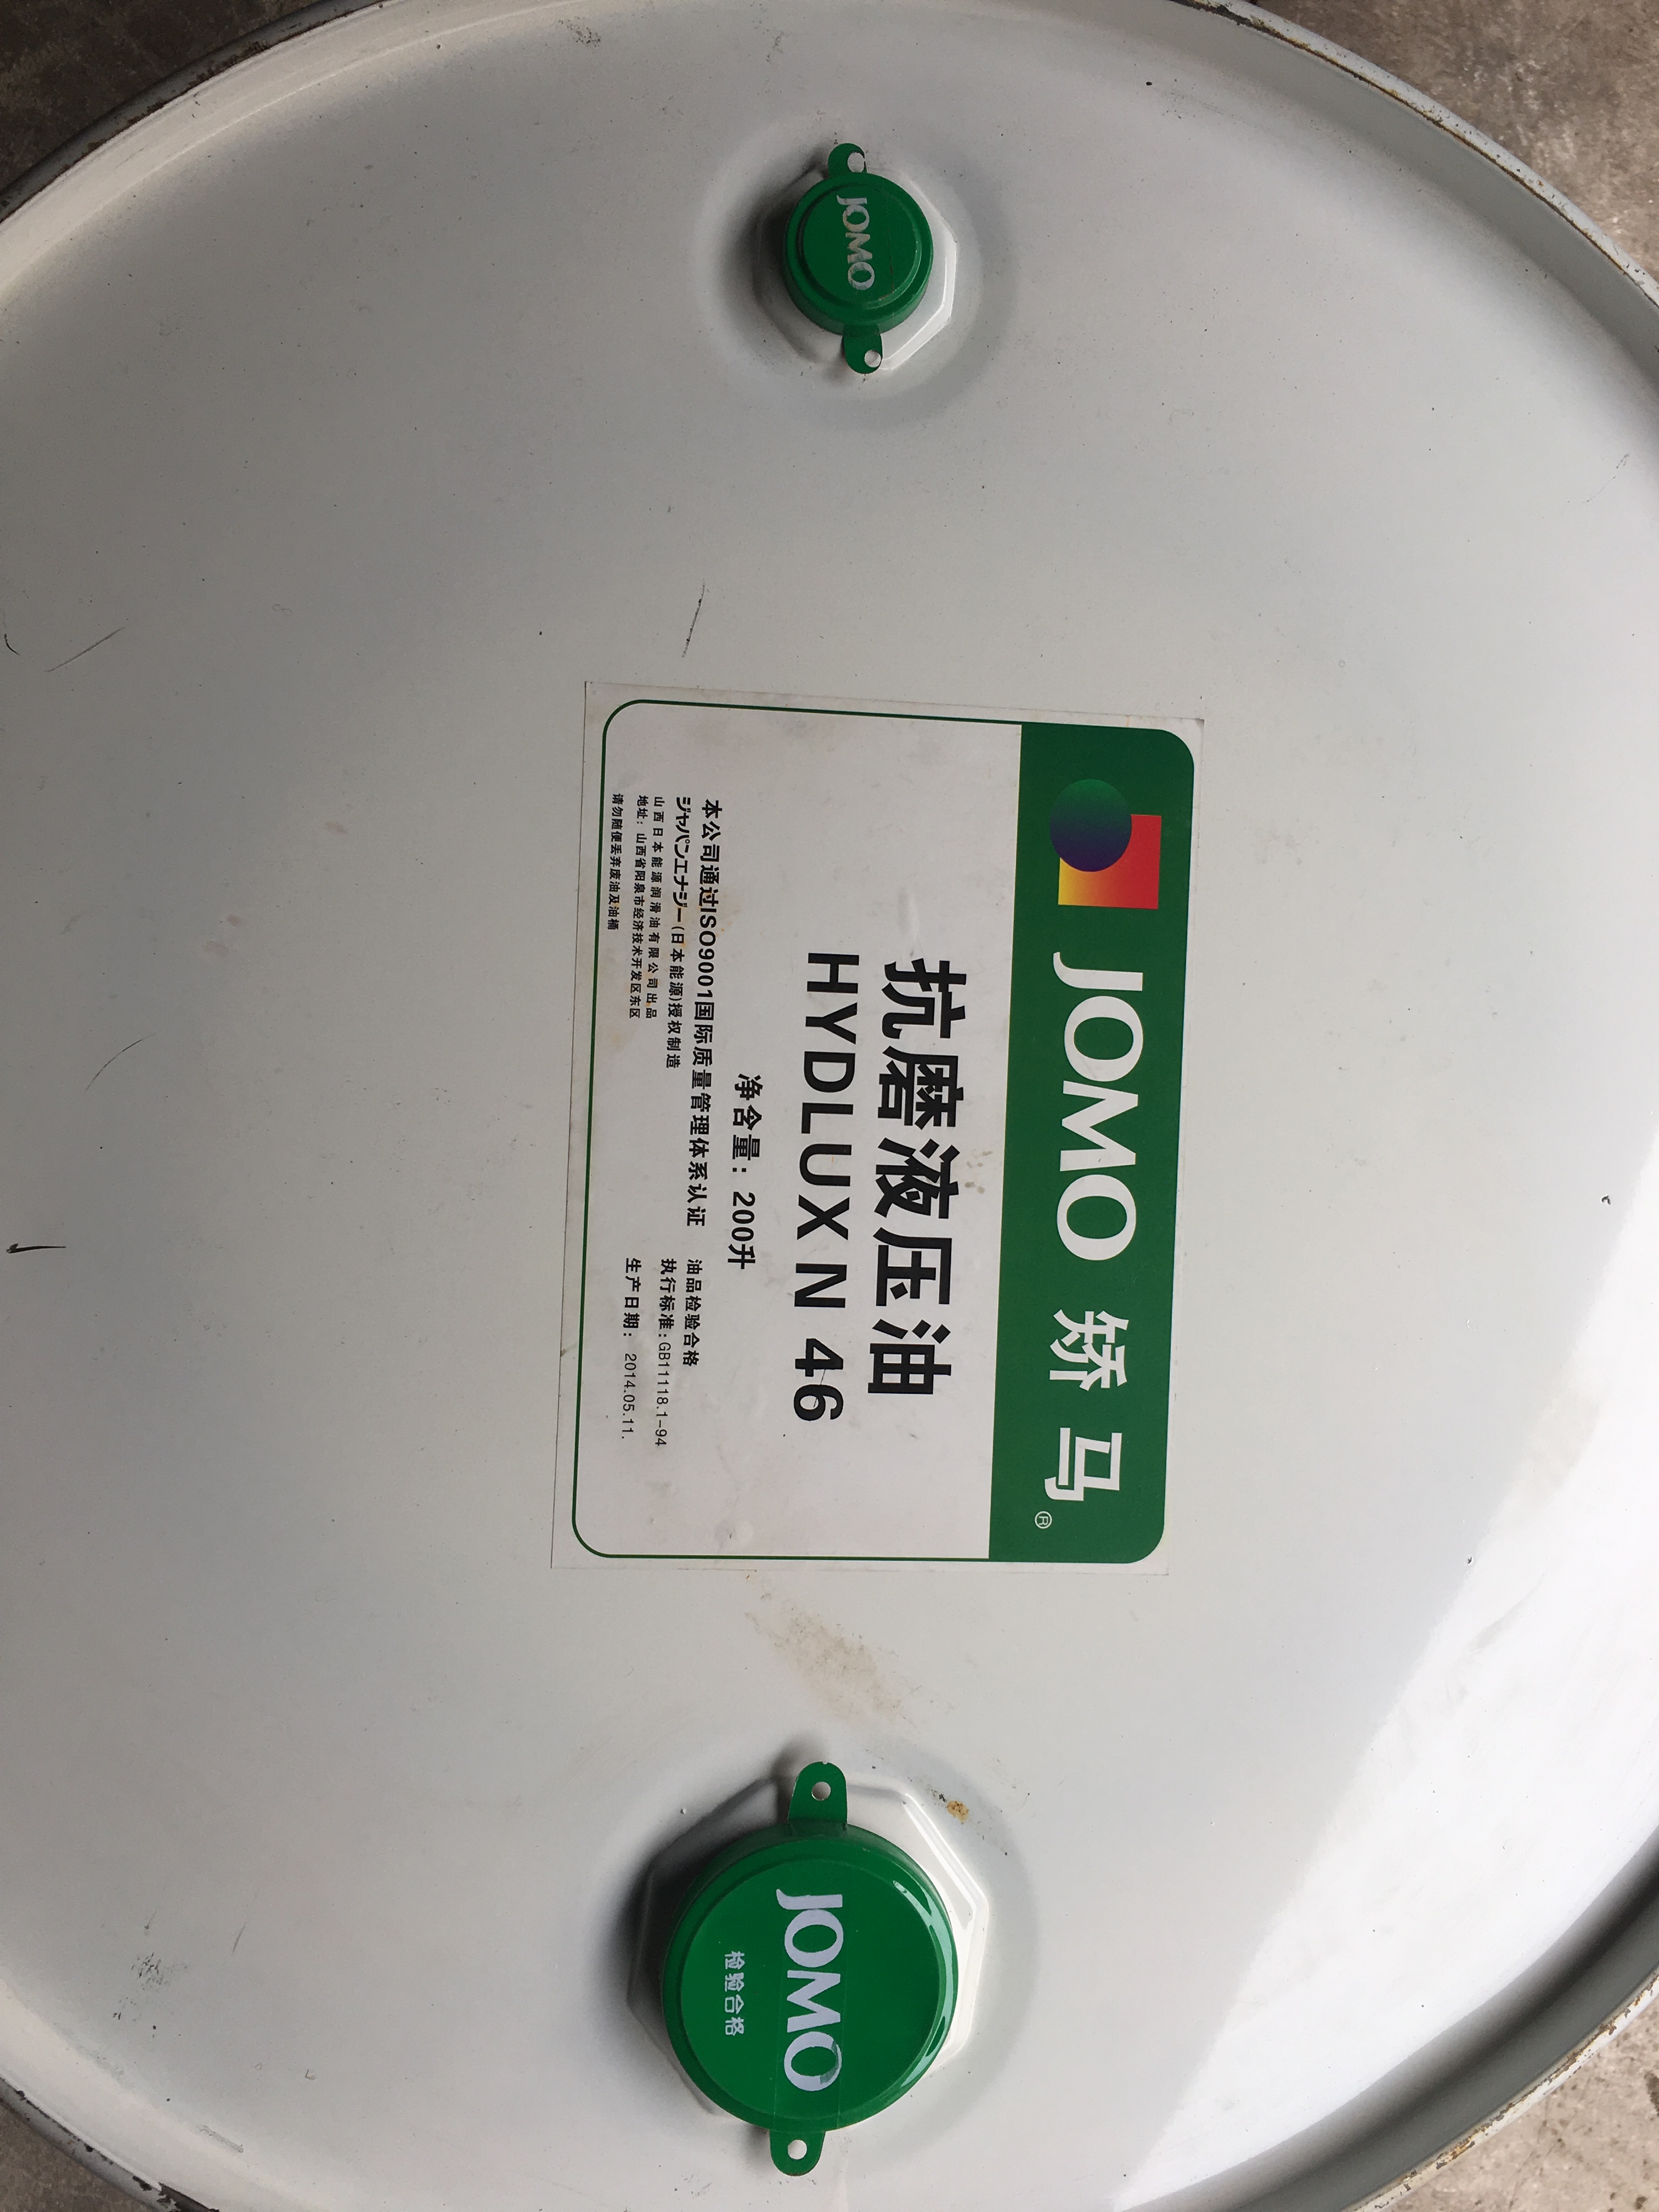 JOMO
JOMO 矫马®
抗磨液压油
HYDLUX N 46
净含量：200升
本公司通过ISO9001国际质量管理体系认证
ジャパンエナジー(日本能源)授权制造
山西日本能源润滑油有限公司出品
地址：山西省阳泉市经济技术开发区东区
请勿随便丢弃废油及油桶
油品检验合格
执行标准:GB11118.1-94
生产日期：2014.05.11.
JOMO
检验合格